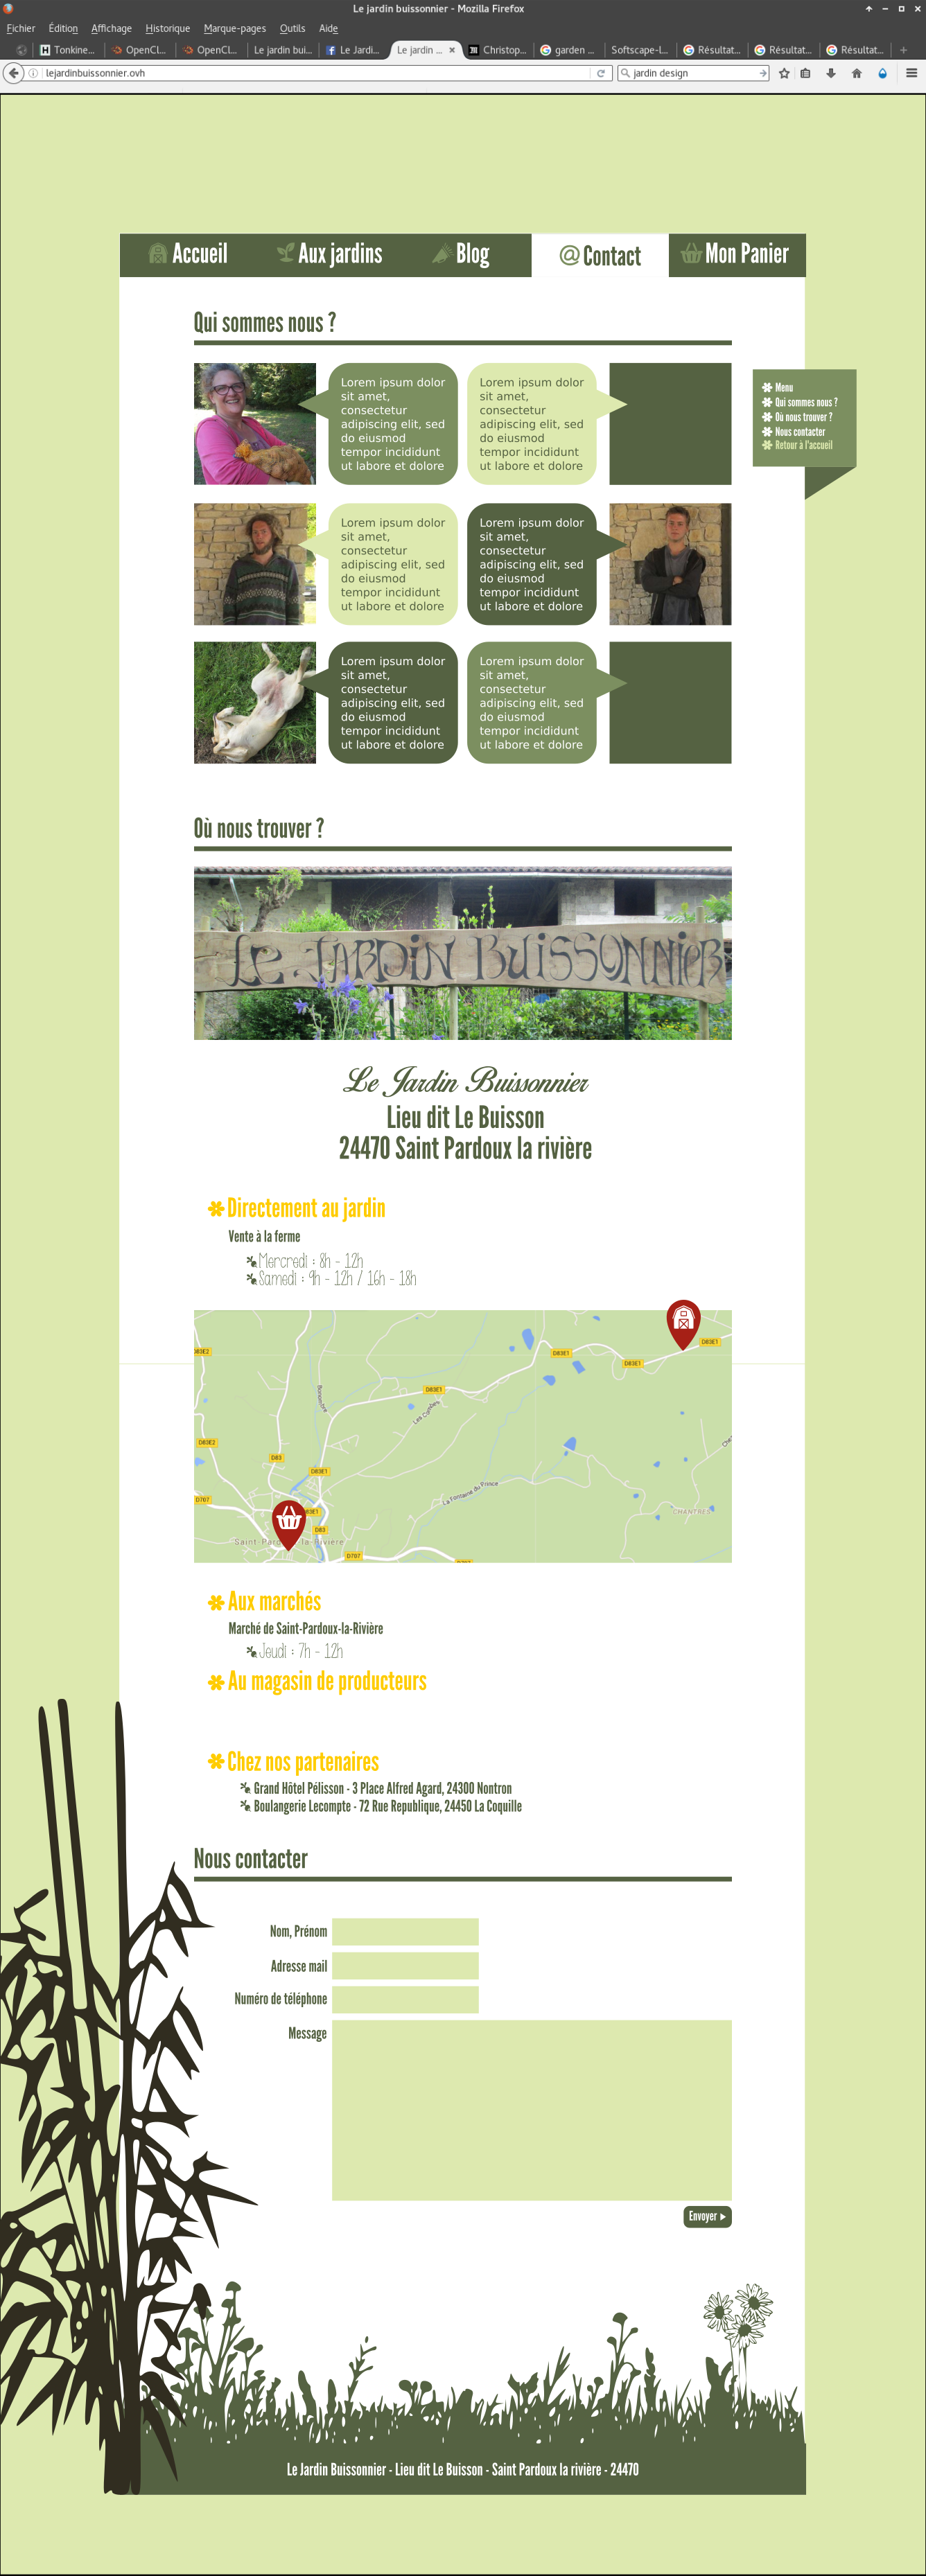 Le jardin buissonnier - Mozilla Firefox
Fichier Édition Affichage Historique Marque-pages Outils Aide
Tonkine... OpenCl... OpenCl... Le jardin bui... Le Jardi... Le jardin ... Christop... garden ... Softscape-l... Résultat... Résultat... Résultat...
lejardinbuissonnier.ovh
jardin design
Accueil Aux jardins Blog @Contact Mon Panier
Qui sommes nous ?
Menu
Qui sommes nous ?
Où nous trouver ?
Nous contacter
Retour à l'accueil
Lorem ipsum dolor
sit amet,
consectetur
adipiscing elit, sed
do eiusmod
tempor incididunt
ut labore et dolore
Lorem ipsum dolor
sit amet,
consectetur
adipiscing elit, sed
do eiusmod
tempor incididunt
ut labore et dolore
Lorem ipsum dolor
sit amet,
consectetur
adipiscing elit, sed
do eiusmod
tempor incididunt
ut labore et dolore
Lorem ipsum dolor
sit amet,
consectetur
adipiscing elit, sed
do eiusmod
tempor incididunt
ut labore et dolore
Lorem ipsum dolor
sit amet,
consectetur
adipiscing elit, sed
do eiusmod
tempor incididunt
ut labore et dolore
Lorem ipsum dolor
sit amet,
consectetur
adipiscing elit, sed
do eiusmod
tempor incididunt
ut labore et dolore
Où nous trouver ?
Le JARDIN BuissonnieR
Le Jardin Buissonnier
Lieu dit Le Buisson
24470 Saint Pardoux la rivière
Directement au jardin
Vente à la ferme
Mercredi : 8h - 12h
Samedi : 9h - 12h / 16h - 18h
D83E1
D83E2
D83E1
D83E1
D83E1
Bonnembre
Les Combes
D83E2
D83
D83E1
La Fontaine du Prince
D707
83E1
CHANTRES
D83
Saint-Pardoux-la-Rivière
D707
Aux marchés
Marché de Saint-Pardoux-la-Rivière
Jeudi : 7h - 12h
Au magasin de producteurs
Chez nos partenaires
Grand Hôtel Pélisson - 3 Place Alfred Agard, 24300 Nontron
Boulangerie Lecompte - 72 Rue Republique, 24450 La Coquille
Nous contacter
Nom, Prénom
Adresse mail
Numéro de téléphone
Message
Envoyer
Le Jardin Buissonnier - Lieu dit Le Buisson - Saint Pardoux la rivière - 24470